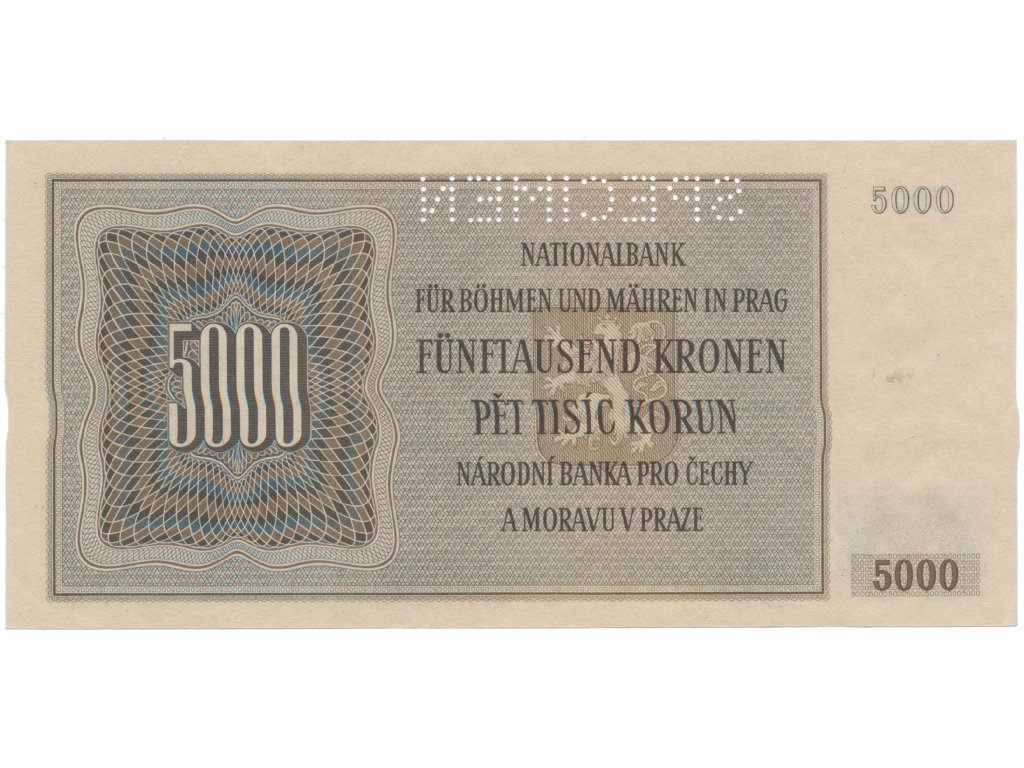 SPECIMEN
5000
NATIONALBANK
FÜR BÖHMEN UND MÄHREN IN PRAG
5000
FÜNFTAUSEND KRONEN
PĚT TISÍC KORUN
NÁRODNÍ BANKA PRO ČECHY
A MORAVU V PRAZE
5000